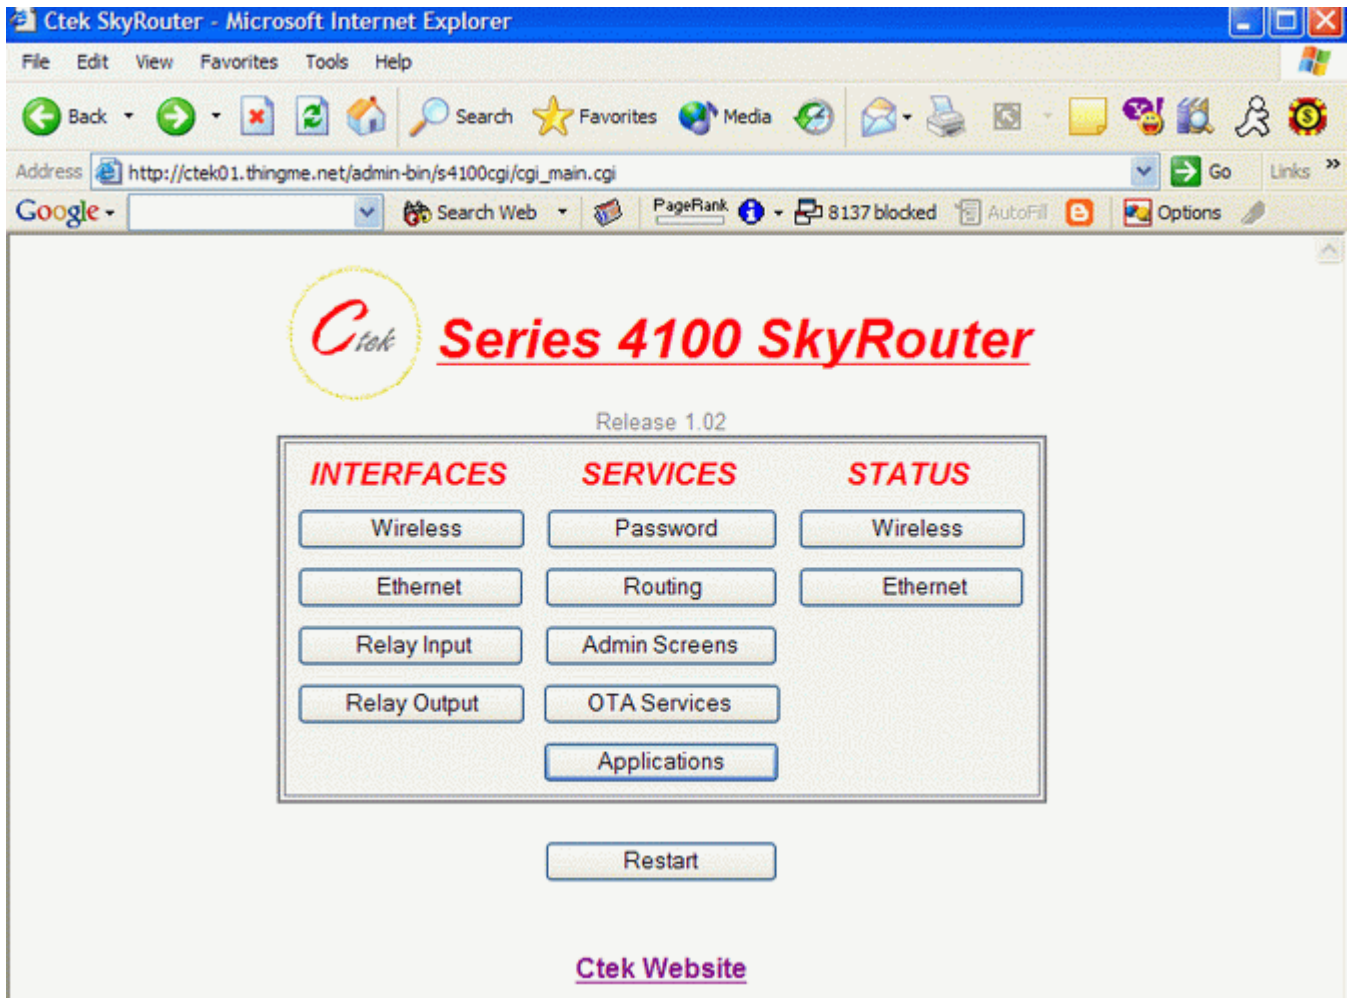 Ctek SkyRouter - Microsoft Internet Explorer
File Edit View Favorites Tools Help
Back Search Favorites Media
Address http://ctek01.thingme.net/admin-bin/s4100cgi/cgi_main.cgi Go Links »
Google Search Web PageRank 8137 blocked AutoFill Options
Ctek Series 4100 SkyRouter
Release 1.02
INTERFACES SERVICES STATUS
Wireless Password Wireless
Ethernet Routing Ethernet
Relay Input Admin Screens
Relay Output OTA Services
Applications
Restart
Ctek Website